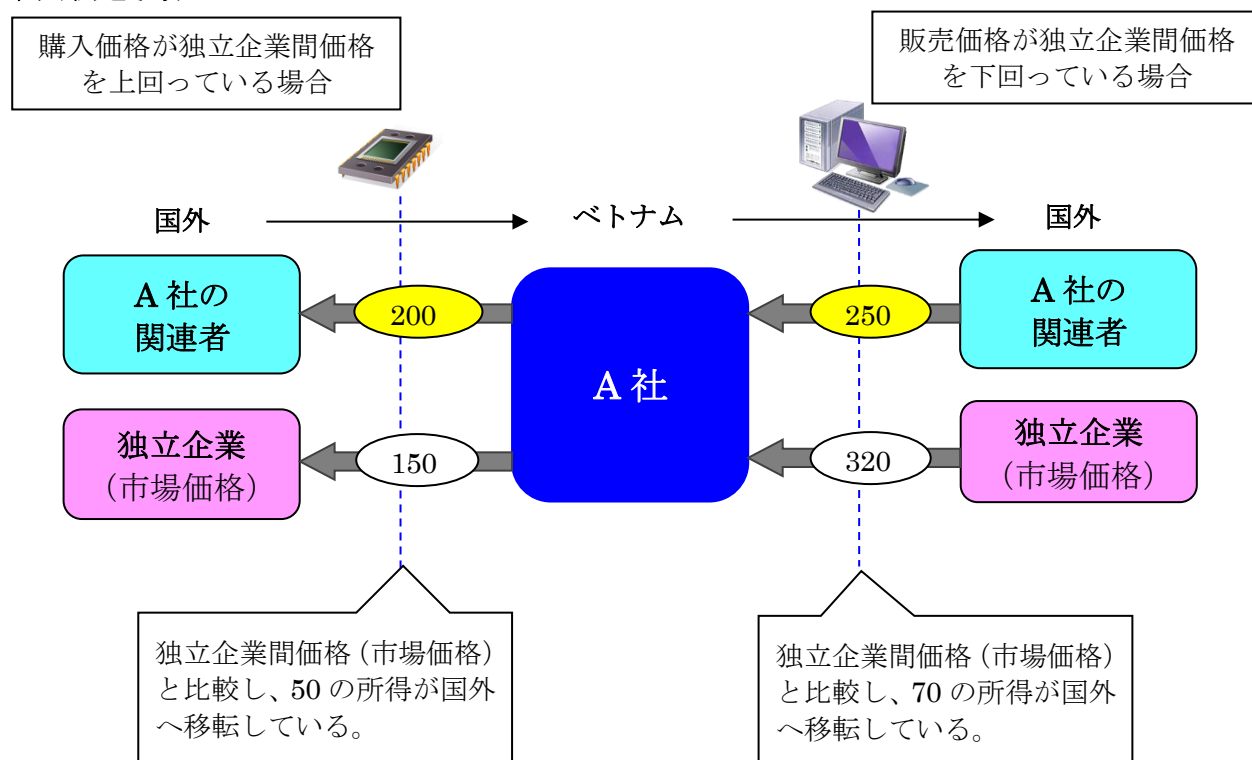 購入価格が独立企業間価格
を上回っている場合
販売価格が独立企業間価格
を下回っている場合
国外
ベトナム
国外
A 社の
関連者
200
A 社
250
A 社の
関連者
独立企業
（市場価格）
150
320
独立企業
（市場価格）
独立企業間価格（市場価格）
と比較し、50 の所得が国外
へ移転している。
独立企業間価格（市場価格）
と比較し、70 の所得が国外
へ移転している。